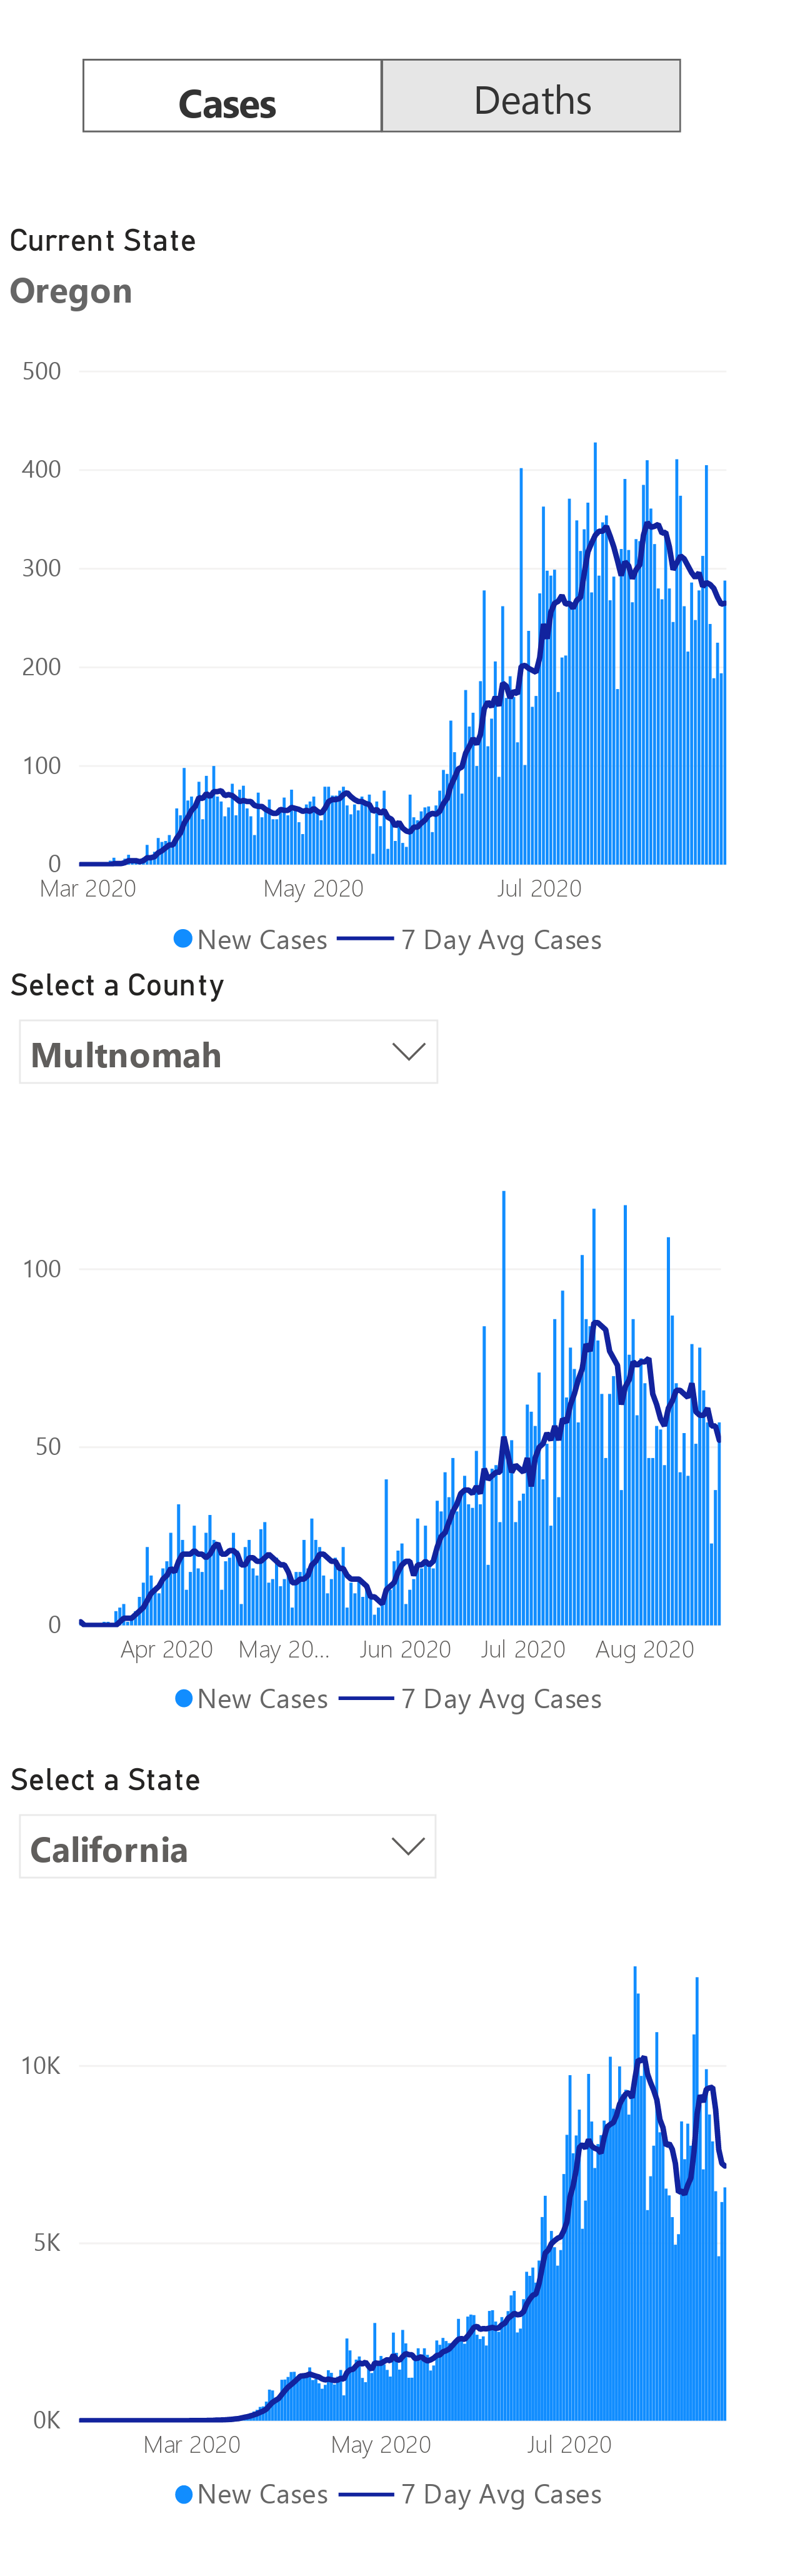 Cases Deaths
Current State
Oregon
500
400
300
200
100
0
Mar 2020 May 2020 Jul 2020
New Cases 7 Day Avg Cases
Select a County
Multnomah
100
50
0
Apr 2020 May 20... Jun 2020 Jul 2020 Aug 2020
New Cases 7 Day Avg Cases
Select a State
California
10K
5K
0K
Mar 2020 May 2020 Jul 2020
New Cases 7 Day Avg Cases